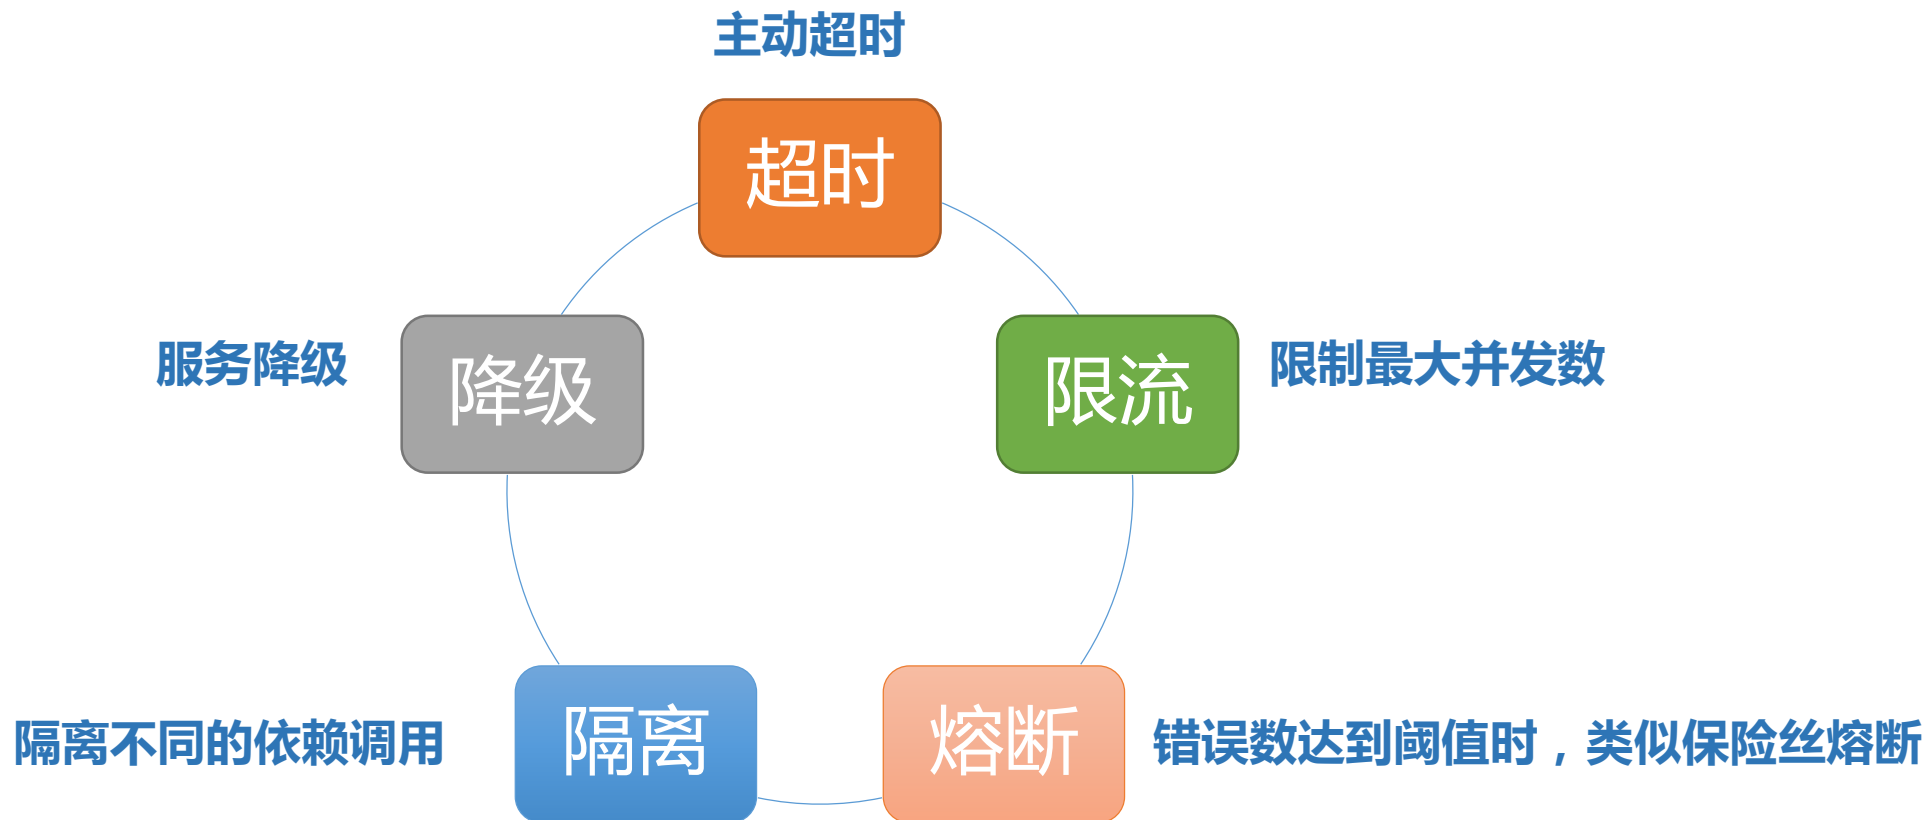 主动超时
超时
服务降级
降级
限流
限制最大并发数
隔离不同的依赖调用
隔离
熔断
错误数达到阈值时，类似保险丝熔断